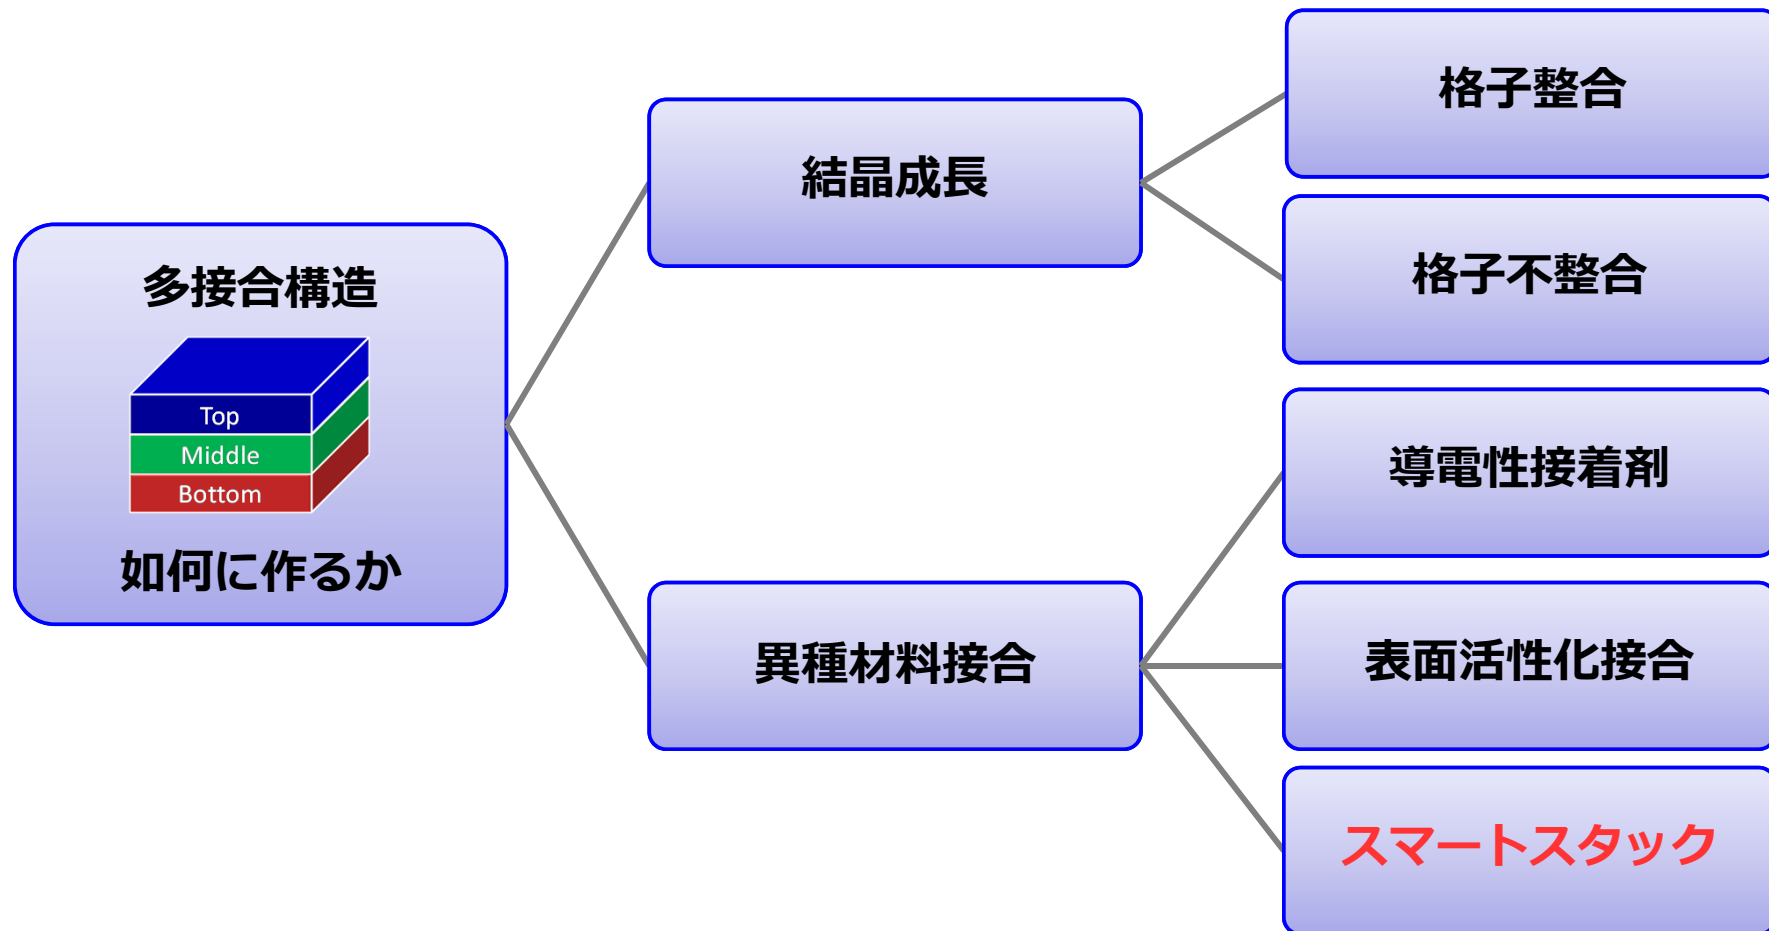 多接合構造
Top
Middle
Bottom
如何に作るか
結晶成長
異種材料接合
格子整合
格子不整合
導電性接着剤
表面活性化接合
スマートスタック